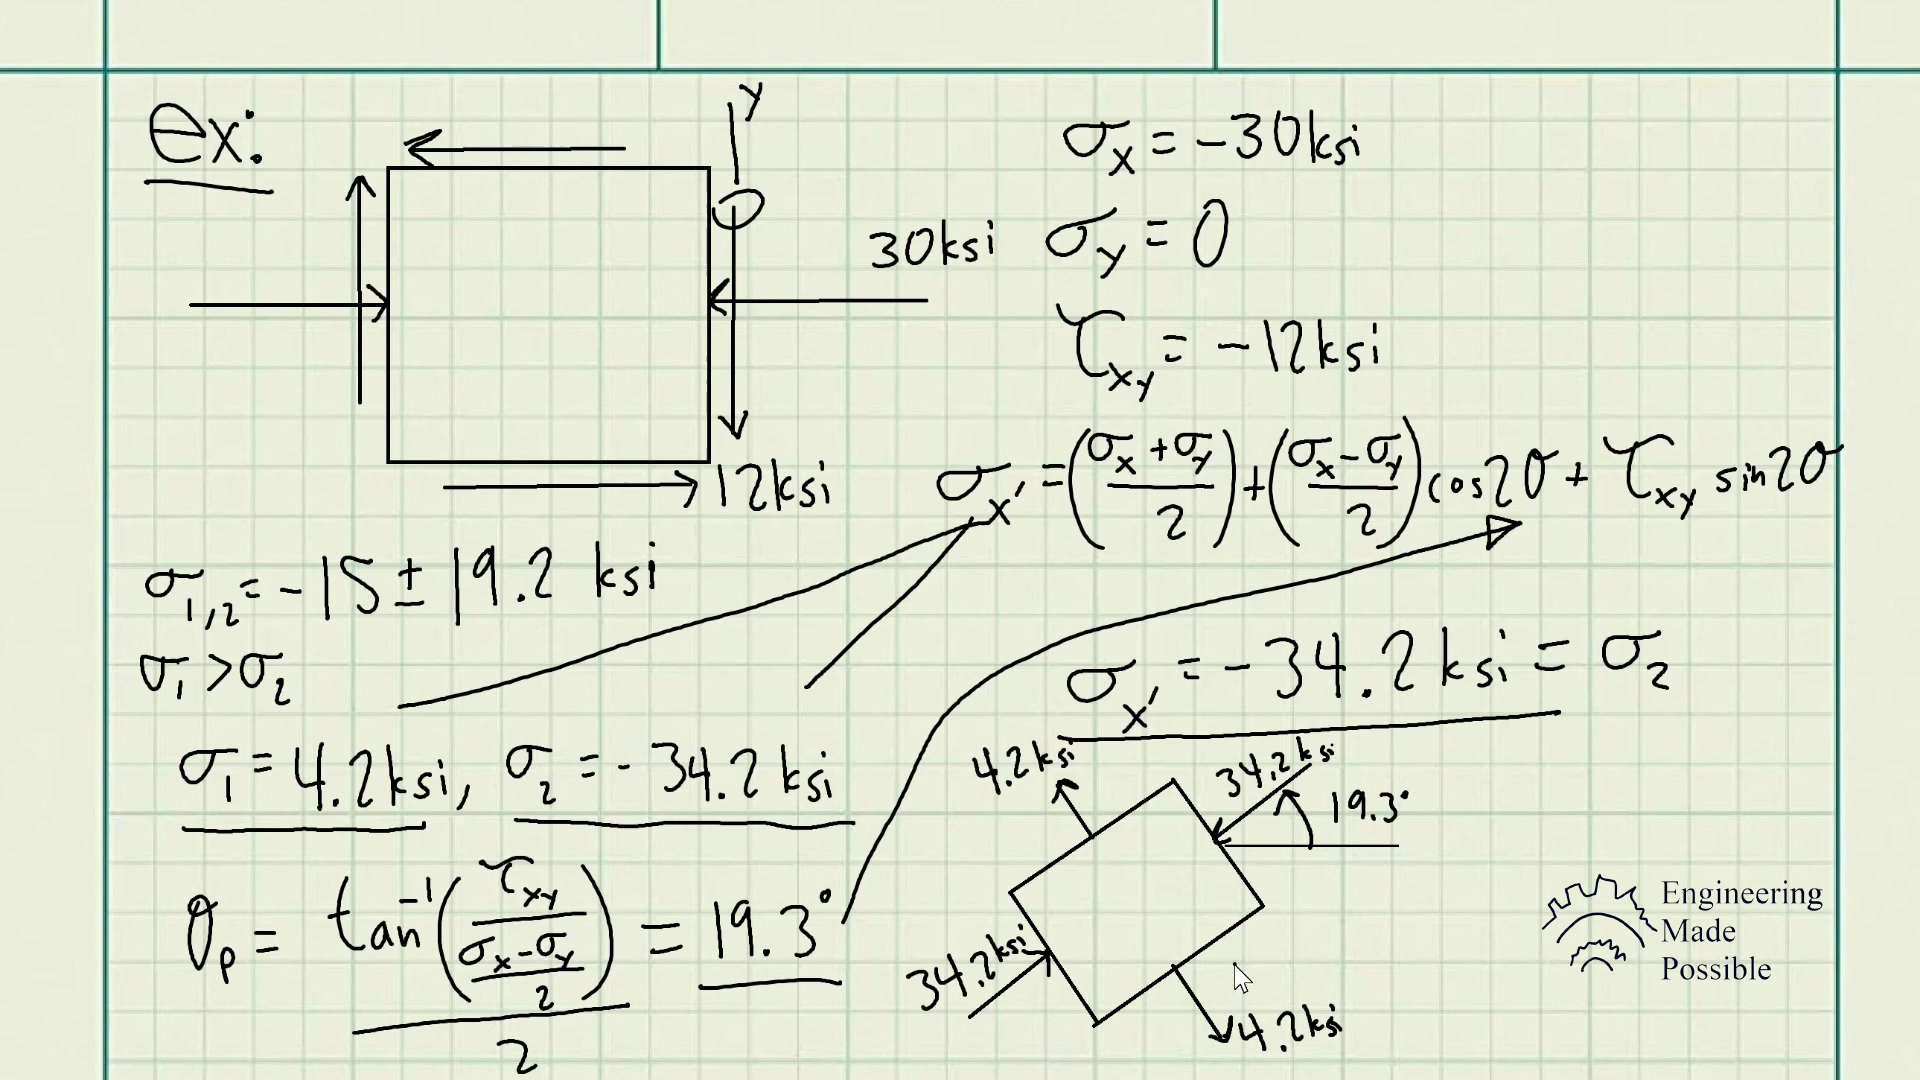 ex:
y
30ksi
12ksi
σx = -30ksi
σy = 0
τxy = -12ksi
σx' = ((σx + σy)/2) + ((σx - σy)/2) cos2θ + τxy sin2θ
σ1,2 = -15 ± 19.2 ksi
σ1 > σ2
σ1 = 4.2ksi, σ2 = -34.2 ksi
θp = tan⁻¹(τxy/((σx-σy)/2))/2 = 19.3°
σx' = -34.2 ksi = σ2
4.2ksi
34.2ksi
19.3°
34.2ksi
4.2ksi
Engineering
Made
Possible